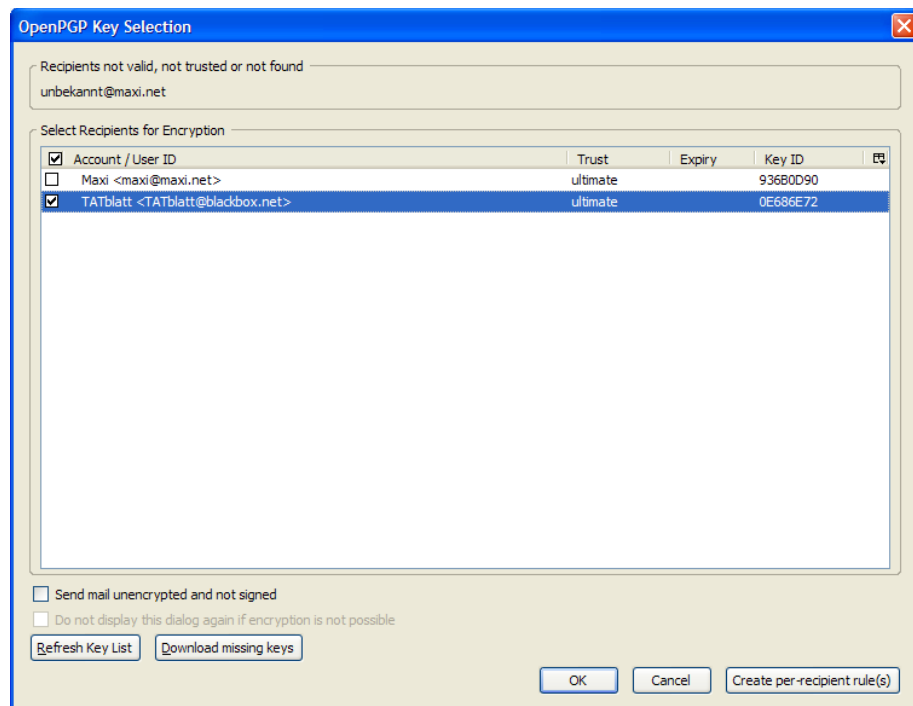 OpenPGP Key Selection
Recipients not valid, not trusted or not found
unbekannt@maxi.net
Select Recipients for Encryption
Account / User ID Trust Expiry Key ID
Maxi <maxi@maxi.net> ultimate 936B0D90
TATblatt <TATblatt@blackbox.net> ultimate 0E686E72
Send mail unencrypted and not signed
Do not display this dialog again if encryption is not possible
Refresh Key List Download missing keys
OK Cancel Create per-recipient rule(s)